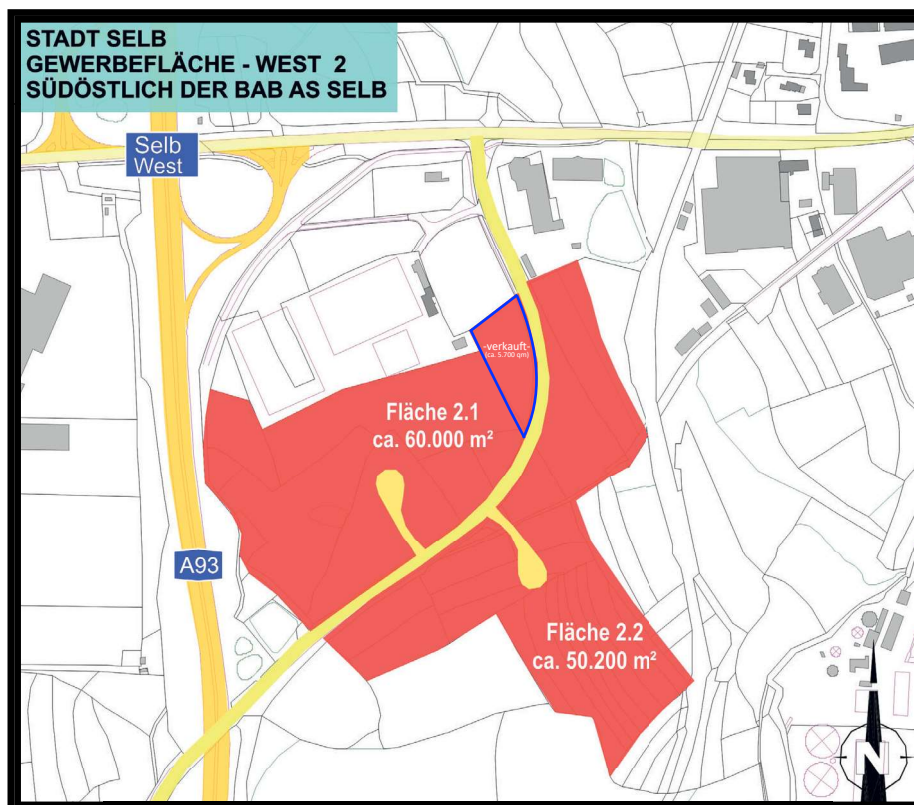 STADT SELB
GEWERBEFLÄCHE - WEST 2
SÜDÖSTLICH DER BAB AS SELB
Selb
West
-verkauft-
(ca. 5.700 qm)
Fläche 2.1
ca. 60.000 m²
A93
Fläche 2.2
ca. 50.200 m²
N